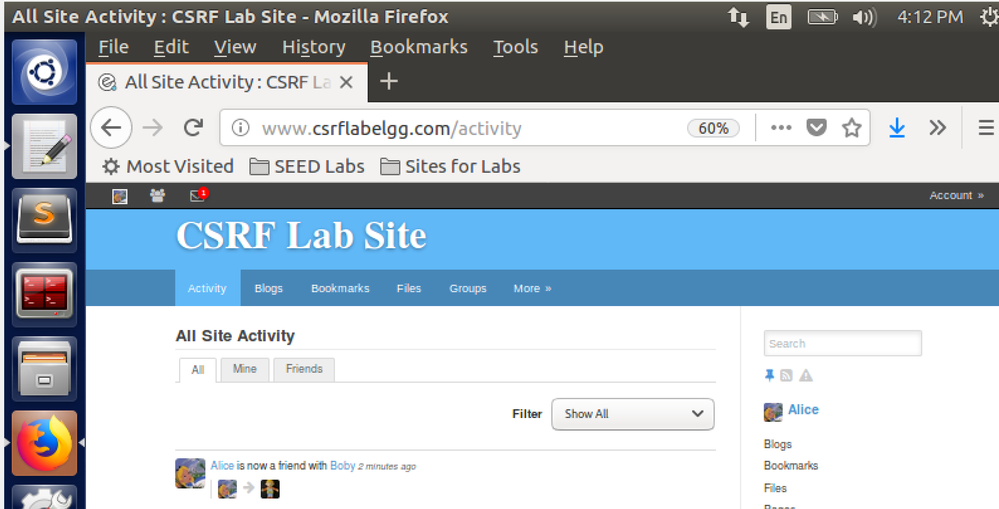 All Site Activity : CSRF Lab Site - Mozilla Firefox En 4:12 PM
File Edit View History Bookmarks Tools Help
All Site Activity : CSRF La
www.csrflabelgg.com/activity 60%
Most Visited SEED Labs Sites for Labs
1 Account »
CSRF Lab Site
Activity Blogs Bookmarks Files Groups More »
All Site Activity
Search
All Mine Friends
Alice
Filter Show All
Blogs
Alice is now a friend with Boby 2 minutes ago
Bookmarks
Files